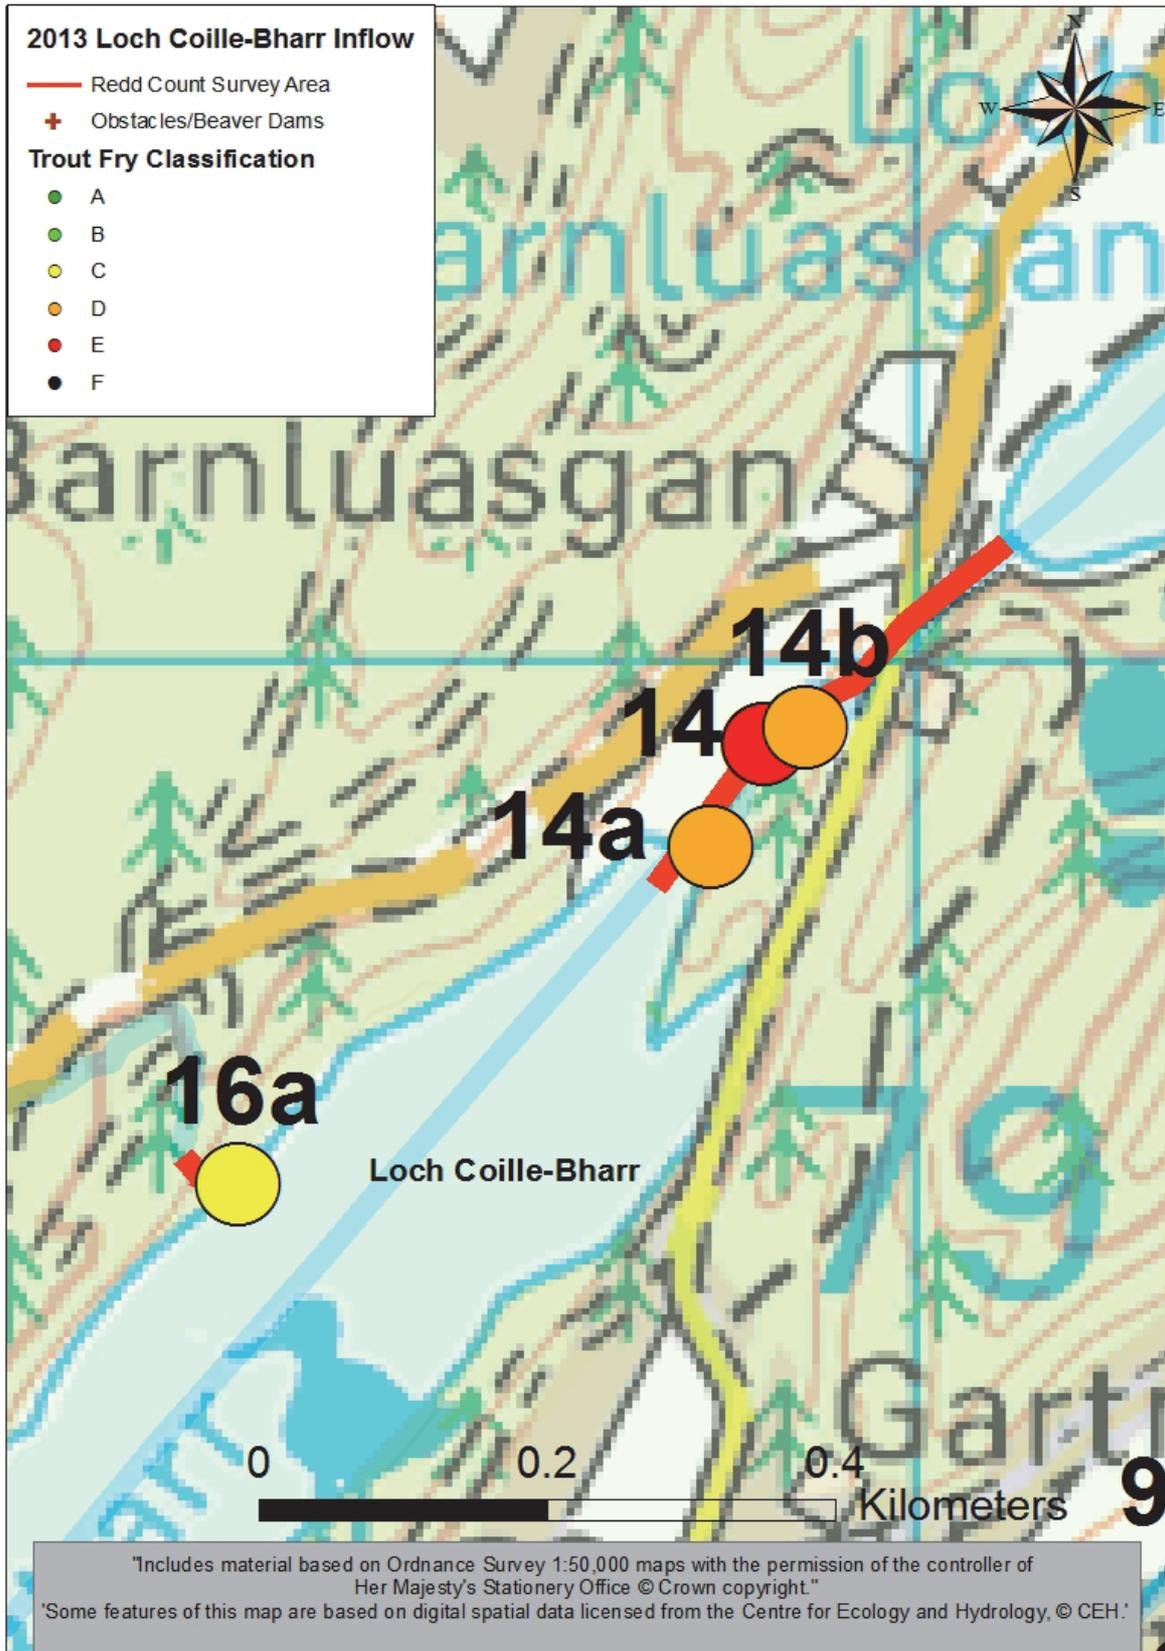 2013 Loch Coille-Bharr Inflow
Redd Count Survey Area
Obstacles/Beaver Dams
Trout Fry Classification
A
B
C
D
E
F
N
W
E
S
Loch
arnluasgan
Barnluasgan
14b
14
14a
16a
Loch Coille-Bharr
79
Gartn
0 0.2 0.4
Kilometers
9
"Includes material based on Ordnance Survey 1:50,000 maps with the permission of the controller of
Her Majesty's Stationery Office © Crown copyright."
'Some features of this map are based on digital spatial data licensed from the Centre for Ecology and Hydrology, © CEH.'